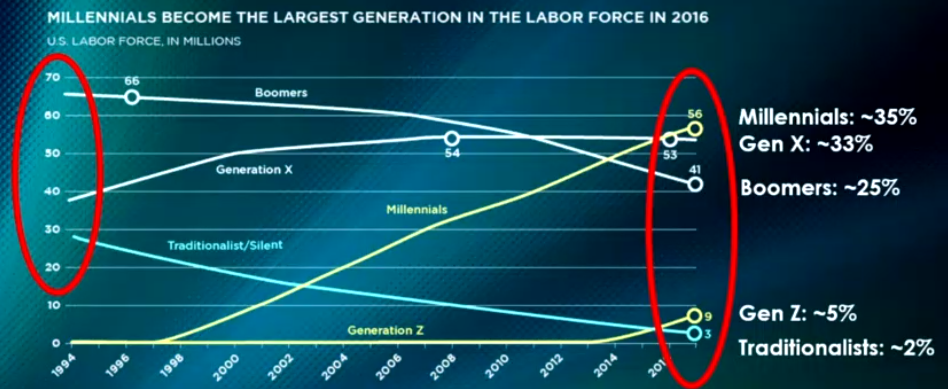 MILLENNIALS BECOME THE LARGEST GENERATION IN THE LABOR FORCE IN 2016
U.S. LABOR FORCE, IN MILLIONS
70
66
Boomers
60
56
Millennials: ~35%
Gen X: ~33%
50
54
53
Generation X
41
Boomers: ~25%
40
Millennials
30
Traditionalist/Silent
20
10
9
Gen Z: ~5%
Generation Z
3
Traditionalists: ~2%
0
1994 1996 1998 2000 2002 2004 2006 2008 2010 2012 2014